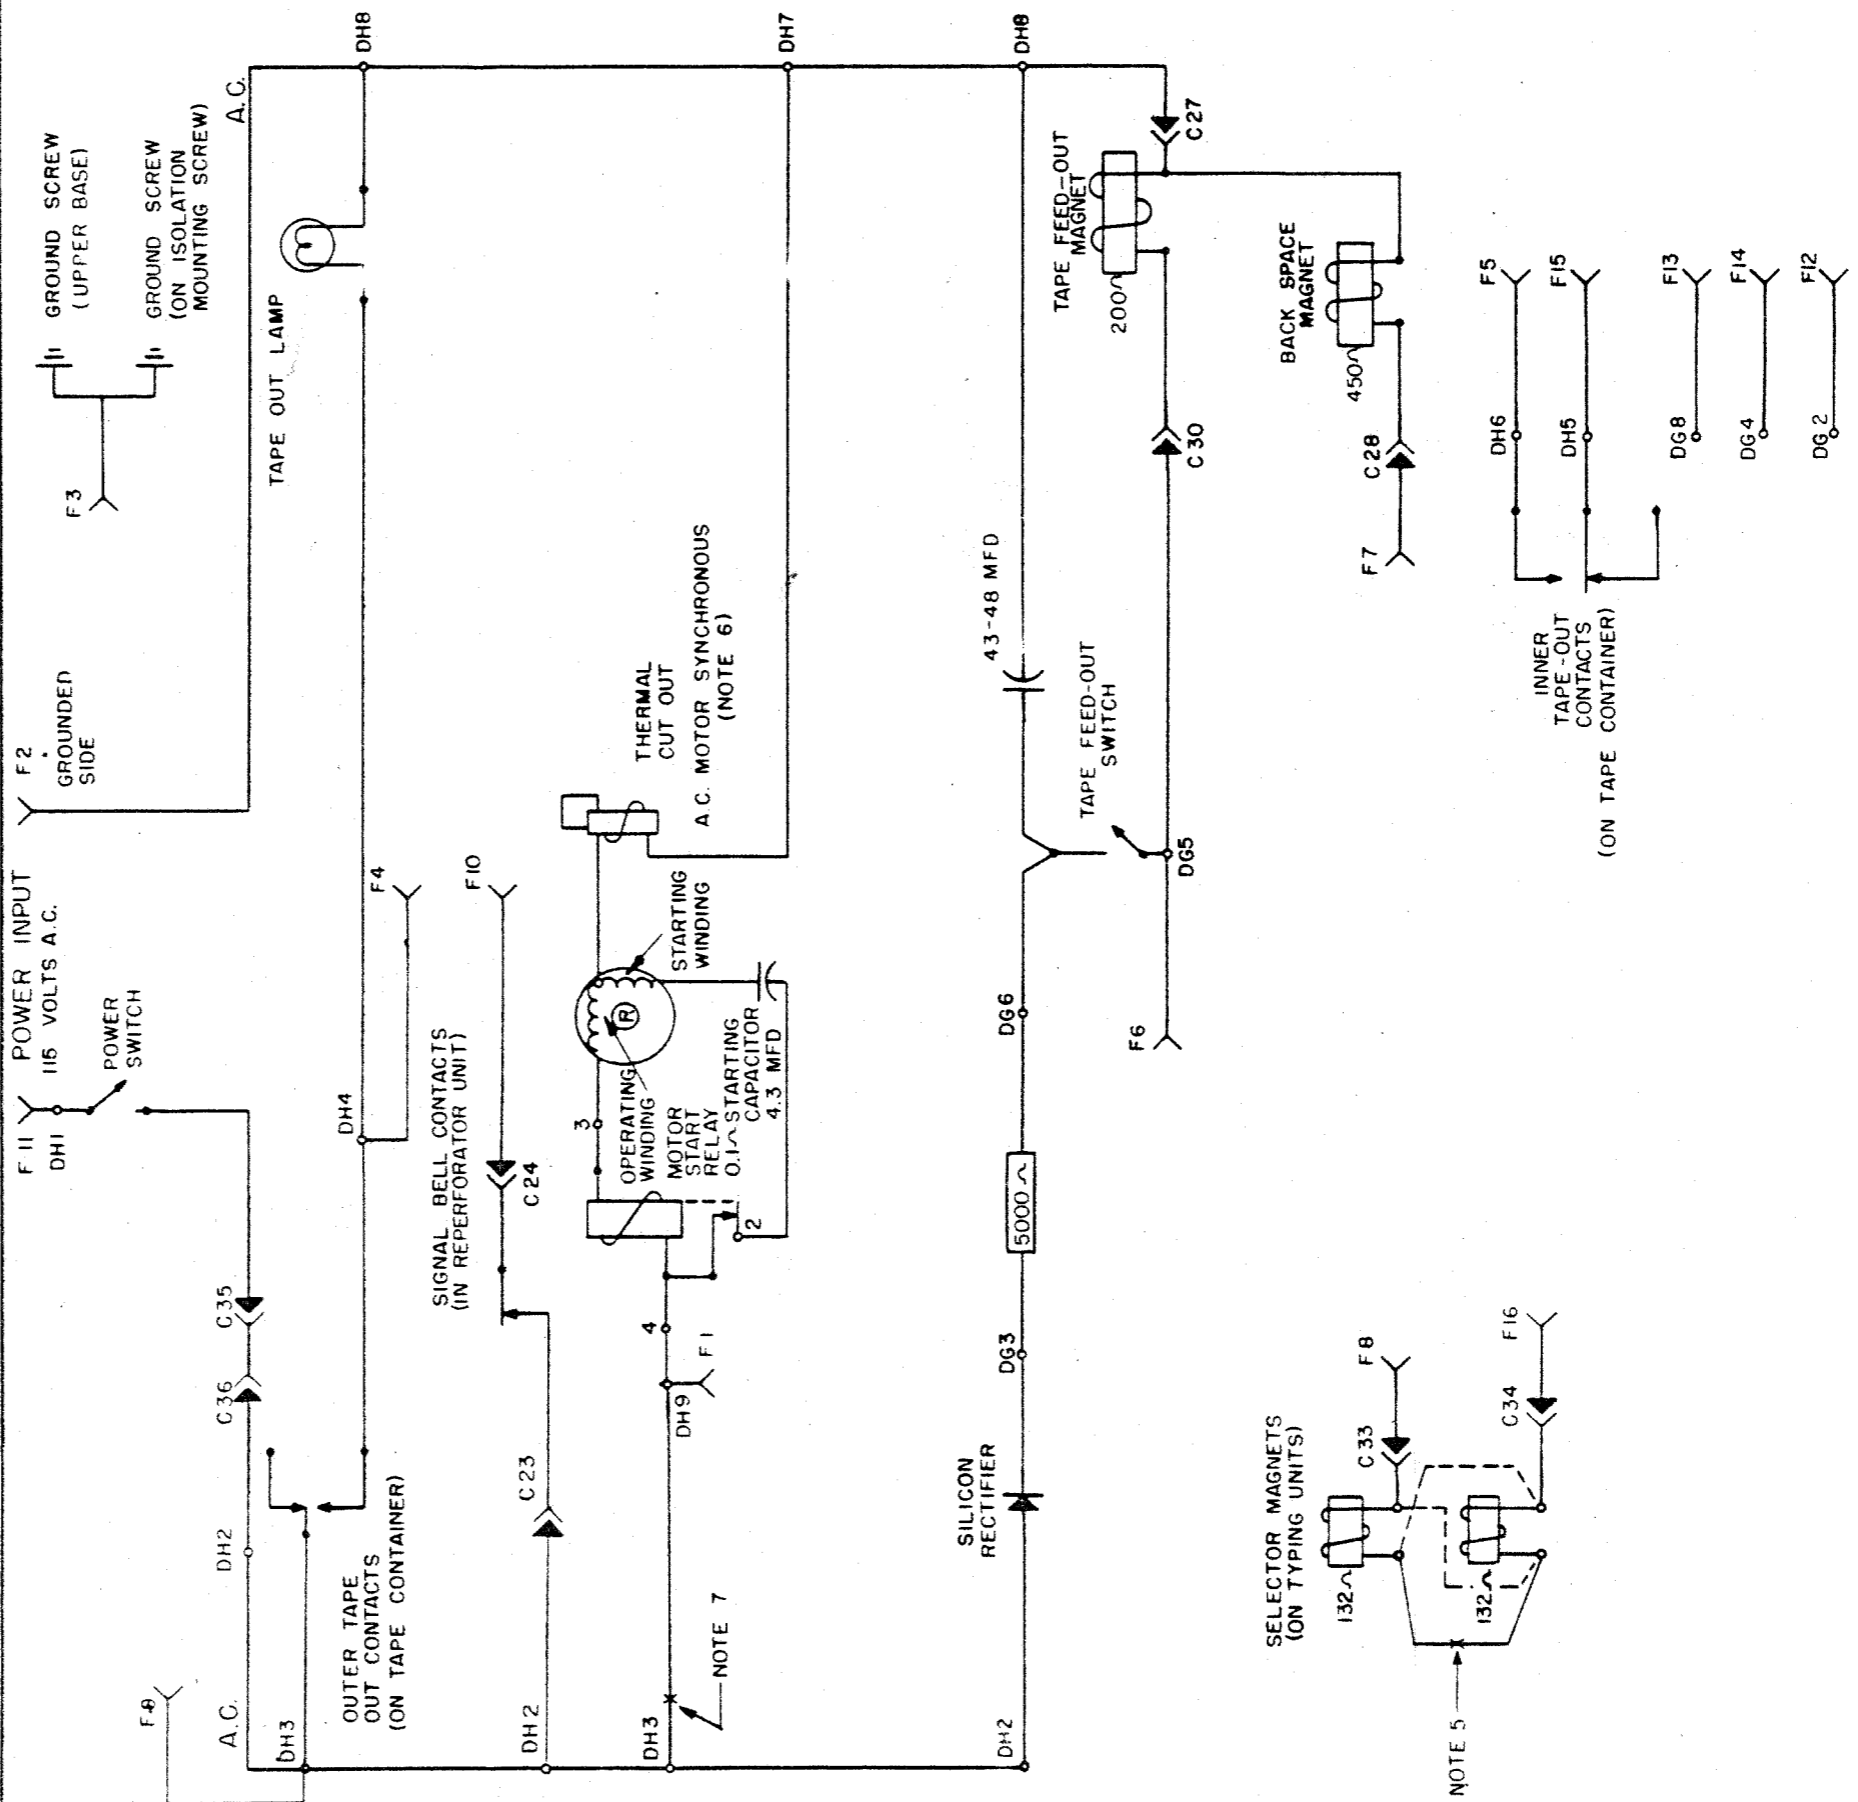 F 11
DH1
POWER INPUT
115 VOLTS A.C.
POWER
SWITCH
F2
GROUNDED
SIDE
F3
GROUND SCREW
(UPPER BASE)
GROUND SCREW
(ON ISOLATION
MOUNTING SCREW)
A.C.
DH8
A.C.
DH2
C36
C35
DH3
OUTER TAPE
OUT CONTACTS
(ON TAPE CONTAINER)
DH4
F4
TAPE OUT LAMP
DH2
C23
SIGNAL BELL CONTACTS
(IN REPERFORATOR UNIT)
C24
F10
DH3
NOTE 7
DH9
F1
4
3
2
OPERATING
WINDING
MOTOR
START
RELAY
0.1~
STARTING
CAPACITOR
4.3 MFD
STARTING
WINDING
THERMAL
CUT OUT
A.C. MOTOR SYNCHRONOUS
(NOTE 6)
DH7
DH2
SILICON
RECTIFIER
DG3
5000~
DG6
43-48 MFD
DH8
TAPE FEED-OUT
SWITCH
F6
DG5
C30
TAPE FEED-OUT
MAGNET
200~
C27
BACK SPACE
MAGNET
450~
F7
C28
SELECTOR MAGNETS
(ON TYPING UNITS)
132~
C33
F8
132~
C34
F16
NOTE 5
INNER
TAPE-OUT
CONTACTS
(ON TAPE CONTAINER)
DH6
F5
DH5
F15
DG8
F13
DG4
F14
DG2
F12